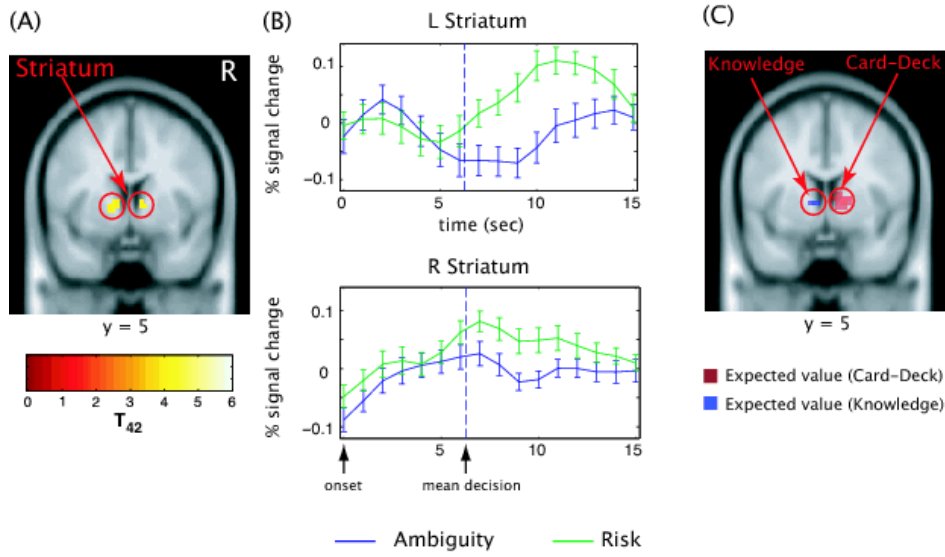 (A)
Striatum
R
y = 5
0 1 2 3 4 5 6
T42
(B)
L Striatum
% signal change
0.1
0
−0.1
0 5 10 15
time (sec)
R Striatum
% signal change
0.1
0
−0.1
5 10 15
onset
mean decision
Ambiguity
Risk
(C)
Knowledge
Card–Deck
y = 5
Expected value (Card–Deck)
Expected value (Knowledge)